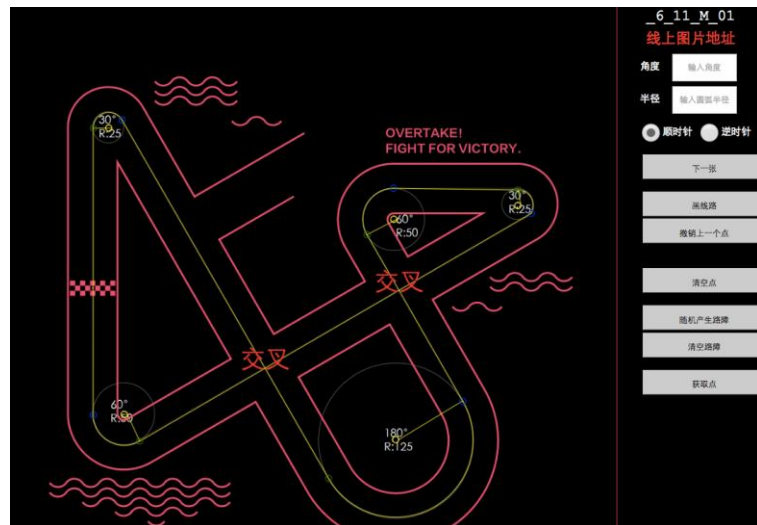 _6_11_M_01
线上图片地址
角度
输入角度
半径
输入圆弧半径
顺时针
逆时针
下一张
画线路
撤销上一个点
清空点
随机产生路障
清空路障
获取点
30°
R:25
OVERTAKE!
FIGHT FOR VICTORY.
30°
R:25
60°
R:50
交叉
交叉
60°
R:50
180°
R:125